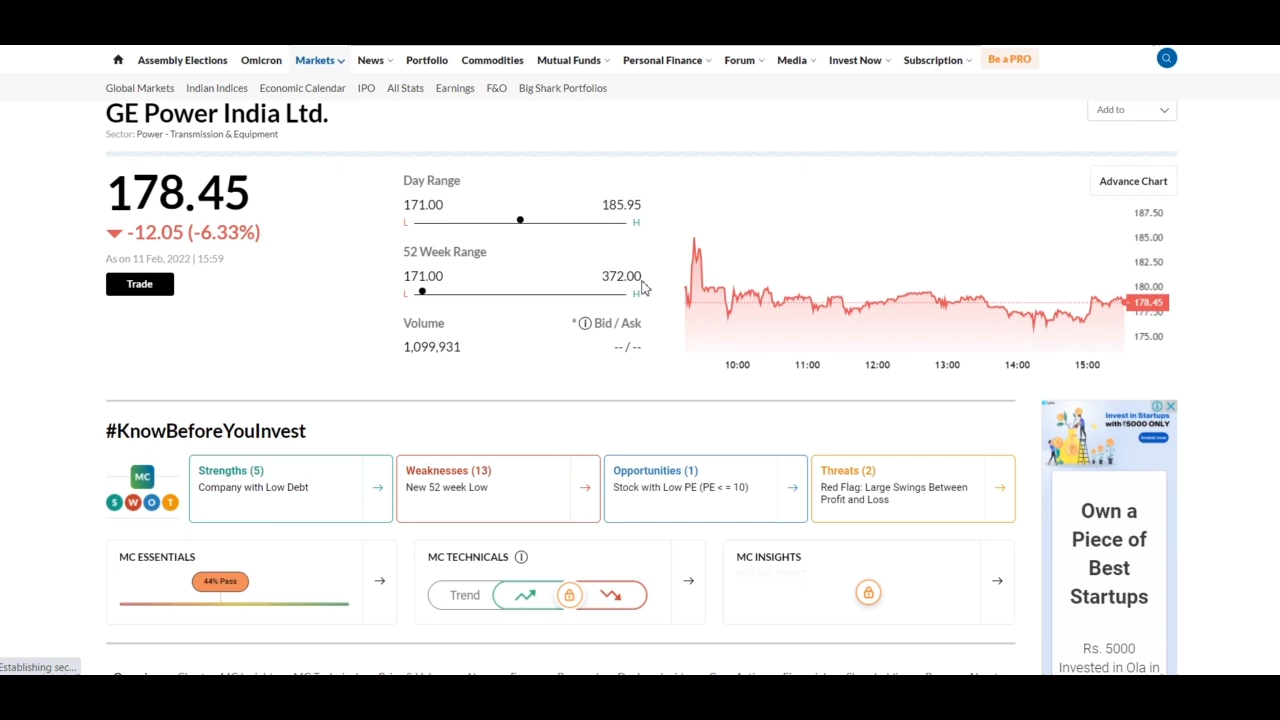 Assembly Elections Omicron Markets News Portfolio Commodities Mutual Funds Personal Finance Forum Media Invest Now Subscription Be a PRO
Global Markets Indian Indices Economic Calendar IPO All Stats Earnings F&O Big Shark Portfolios
GE Power India Ltd.
Add to
Sector: Power - Transmission & Equipment
178.45
-12.05 (-6.33%)
As on 11 Feb, 2022 | 15:59
Trade
Day Range
171.00 185.95
L H
52 Week Range
171.00 372.00
L H
Volume * Bid / Ask
1,099,931 -- / --
Advance Chart
187.50
185.00
182.50
180.00
178.45
177.50
175.00
10:00 11:00 12:00 13:00 14:00 15:00
#KnowBeforeYouInvest
MC
S W O T
Strengths (5)
Company with Low Debt
Weaknesses (13)
New 52 week Low
Opportunities (1)
Stock with Low PE (PE < = 10)
Threats (2)
Red Flag: Large Swings Between
Profit and Loss
MC ESSENTIALS
44% Pass
MC TECHNICALS
Trend
MC INSIGHTS
Invest in Startups
with ₹5000 ONLY
Invest now
Own a
Piece of
Best
Startups
Rs. 5000
Invested in Ola in
Establishing sec...